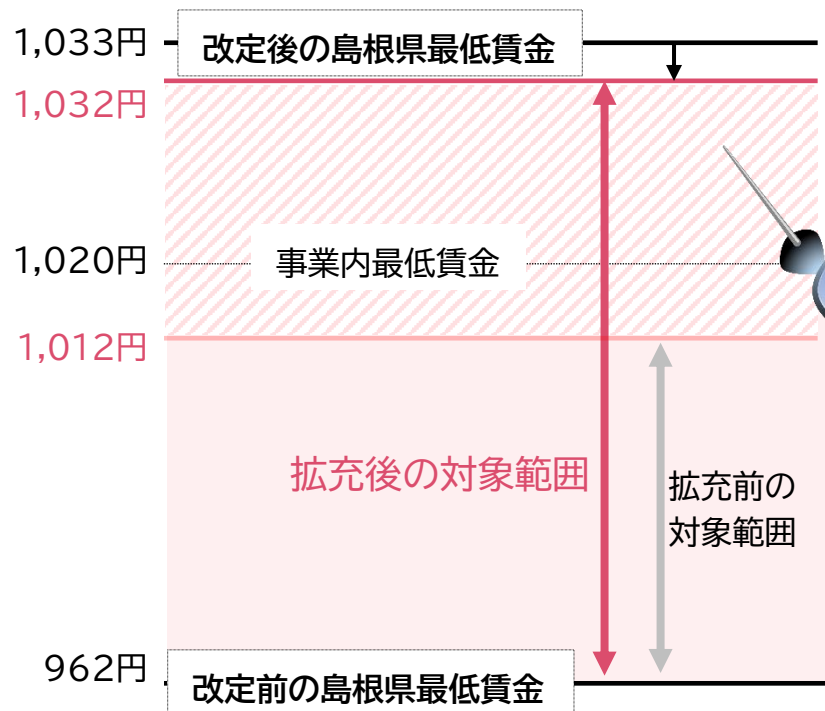 1,033円
改定後の島根県最低賃金
1,032円
1,020円
事業内最低賃金
1,012円
拡充後の対象範囲
拡充前の
対象範囲
962円
改定前の島根県最低賃金